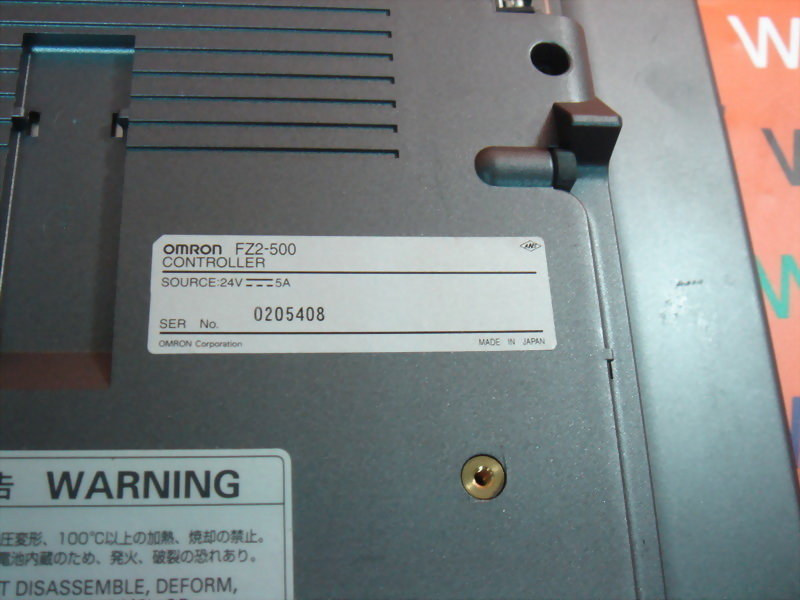 OMRON FZ2-500
CONTROLLER
SOURCE:24V⎓5A
SER No. 0205408
OMRON Corporation MADE IN JAPAN
告 WARNING
圧変形、100℃以上の加熱、焼却の禁止。
電池内蔵のため、発火、破裂の恐れあり。
T DISASSEMBLE, DEFORM,
W
W